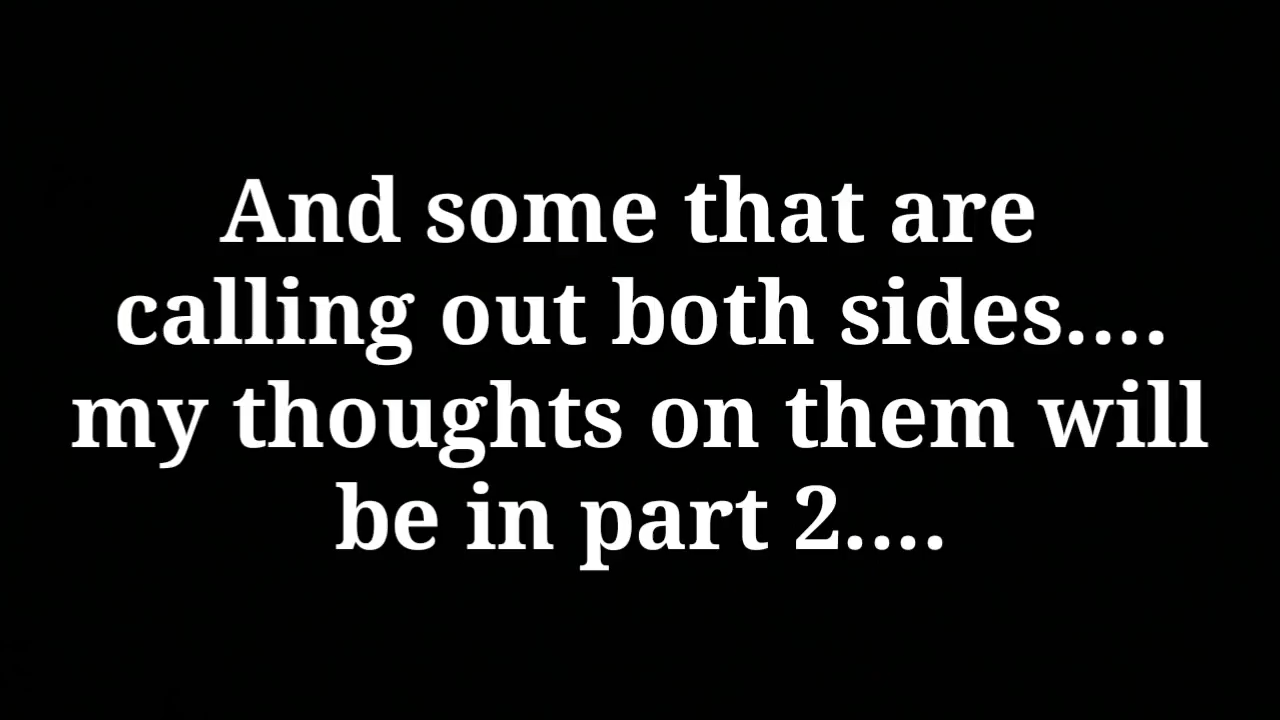 And some that are
calling out both sides....
my thoughts on them will
be in part 2....